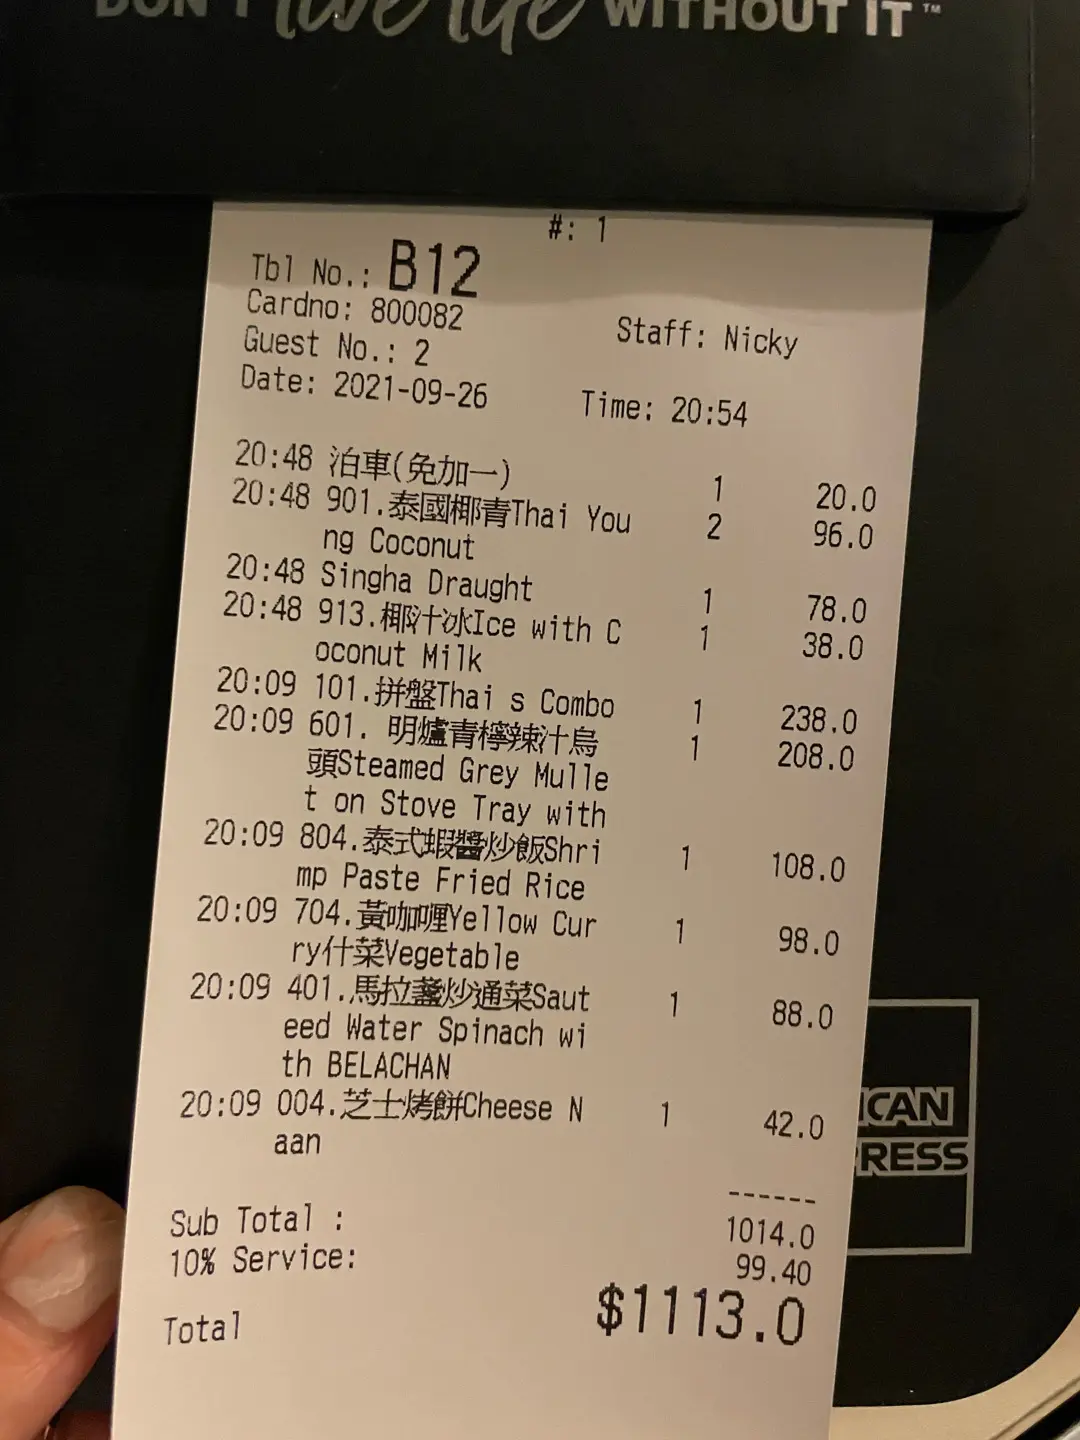 DON'T live life WITHOUT IT™
#: 1
Tbl No.: B12
Cardno: 800082
Staff: Nicky
Guest No.: 2
Date: 2021-09-26 Time: 20:54
20:48 泊車(免加一) 1 20.0
20:48 901.泰國椰青Thai You 2 96.0
ng Coconut
20:48 Singha Draught 1 78.0
20:48 913.椰汁冰Ice with C 1 38.0
oconut Milk
20:09 101.拼盤Thai s Combo 1 238.0
20:09 601. 明爐青檸辣汁烏 1 208.0
頭Steamed Grey Mulle
t on Stove Tray with
20:09 804.泰式蝦醬炒飯Shri 1 108.0
mp Paste Fried Rice
20:09 704.黃咖喱Yellow Cur 1 98.0
ry什菜Vegetable
20:09 401.馬拉盞炒通菜Saut 1 88.0
eed Water Spinach wi
th BELACHAN
20:09 004.芝士烤餅Cheese N 1 42.0
aan
------
Sub Total : 1014.0
10% Service: 99.40
Total $1113.0
ICAN
RESS